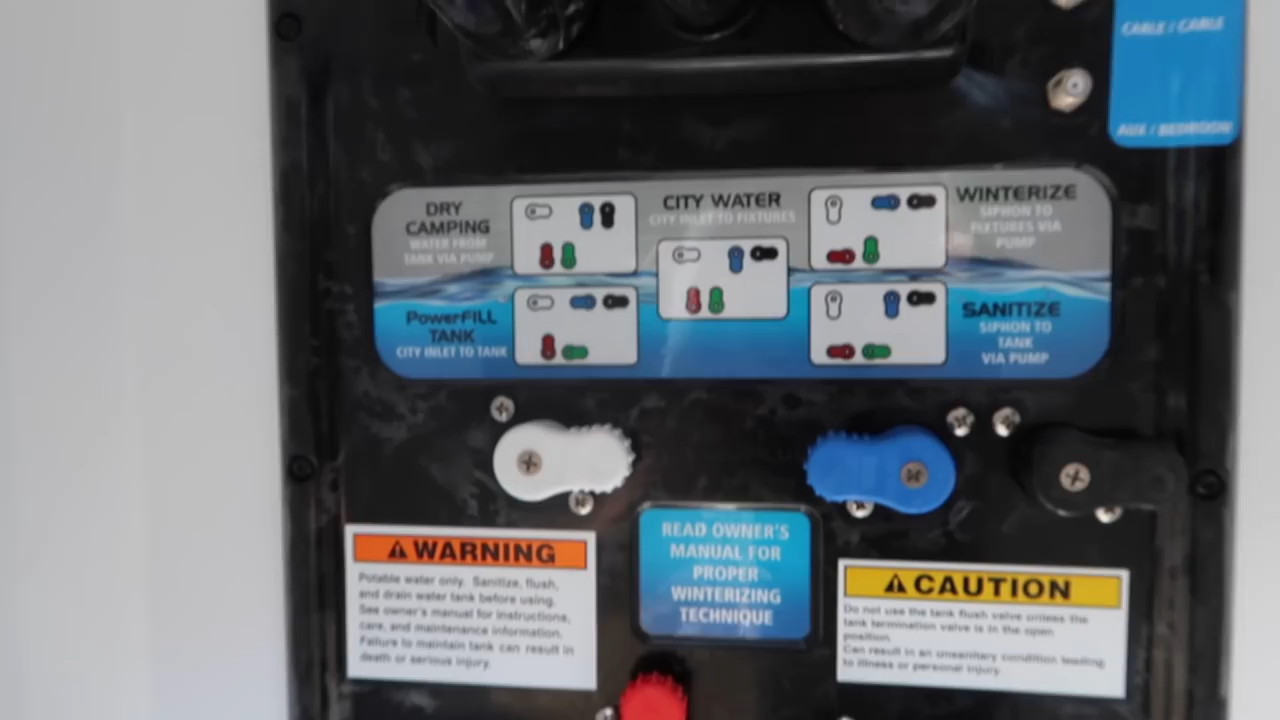 CABLE / CABLE
AUX / BEDROOM
DRY
CAMPING
WATER FROM
TANK VIA PUMP
CITY WATER
CITY INLET TO FIXTURES
WINTERIZE
SIPHON TO
FIXTURES VIA
PUMP
PowerFILL
TANK
CITY INLET TO TANK
SANITIZE
SIPHON TO
TANK
VIA PUMP
WARNING
Potable water only. Sanitize, flush,
and drain water tank before using.
See owner's manual for instructions,
care, and maintenance information.
Failure to maintain tank can result in
death or serious injury.
READ OWNER'S
MANUAL FOR
PROPER
WINTERIZING
TECHNIQUE
CAUTION
Do not use the tank flush valve unless the
tank termination valve is in the open
position.
Can result in an unsanitary condition leading
to illness or personal injury.